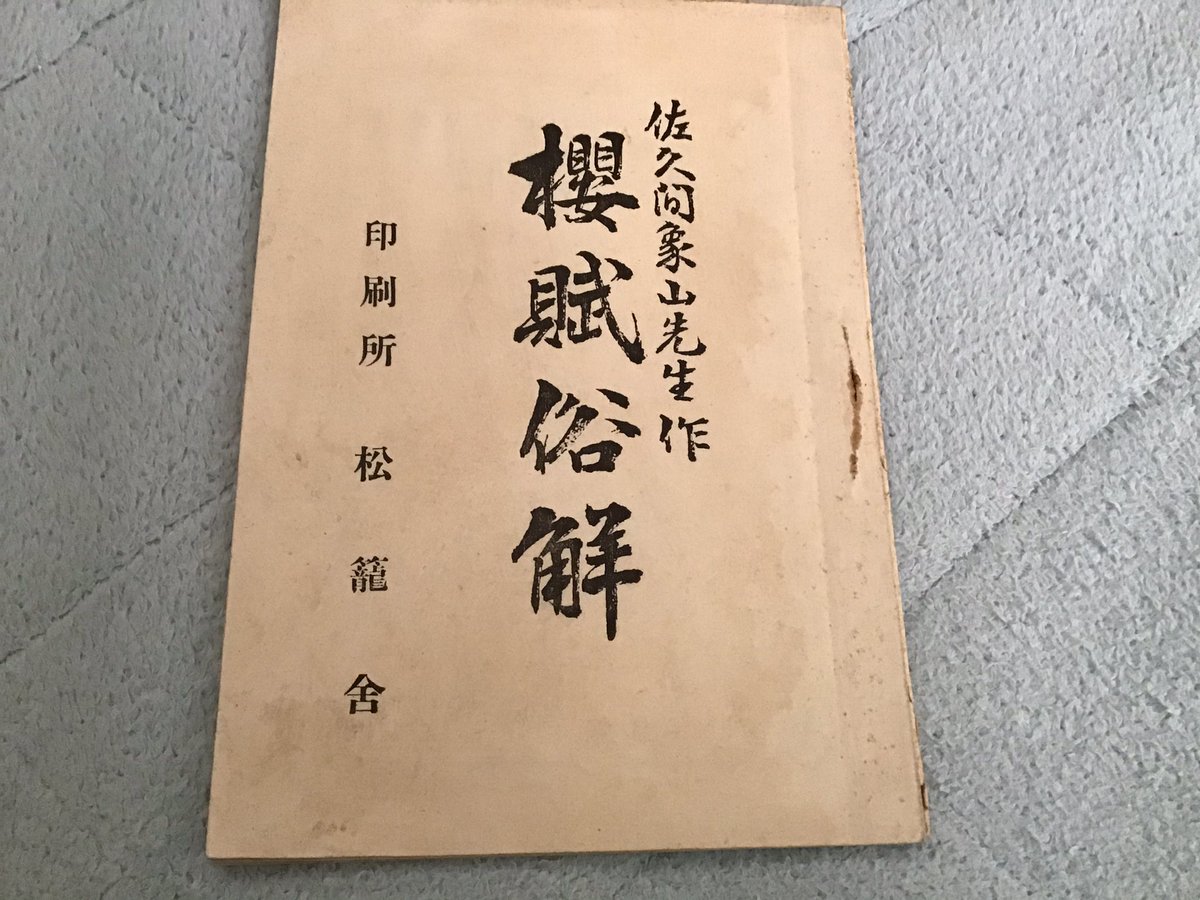 佐久間象山先生作
櫻賦俗解
印刷所 松籠舍